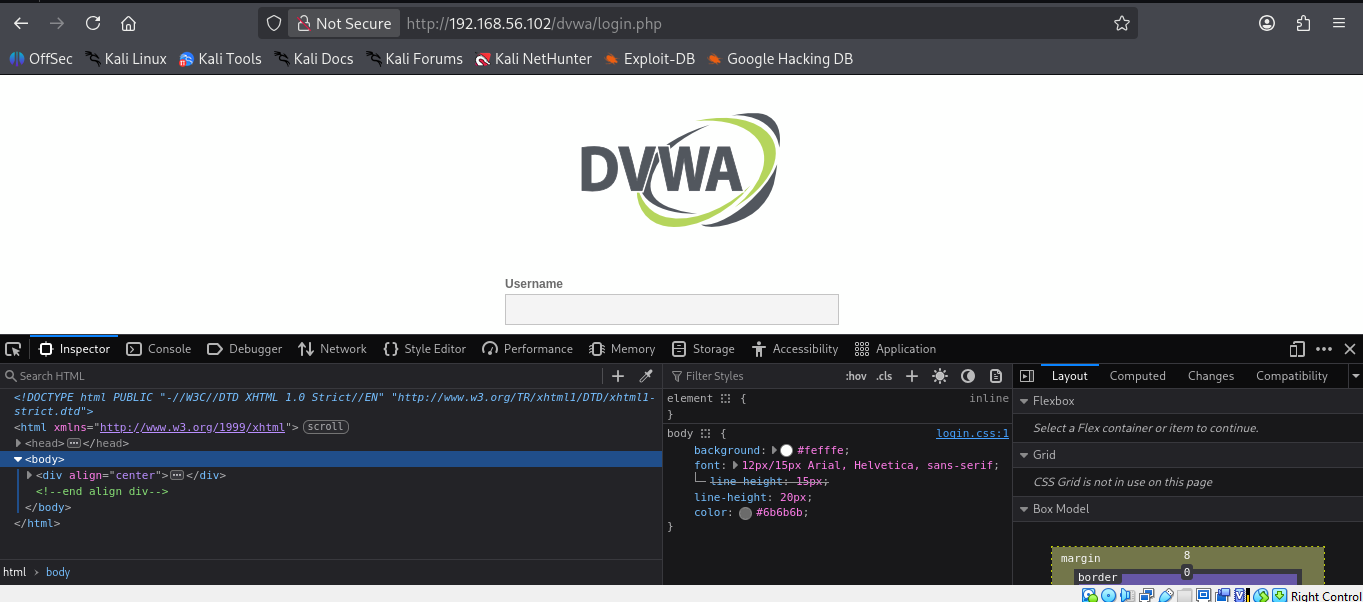 Not Secure http://192.168.56.102/dvwa/login.php
OffSec Kali Linux Kali Tools Kali Docs Kali Forums Kali NetHunter Exploit-DB Google Hacking DB
DVWA
Username
Inspector Console Debugger Network Style Editor Performance Memory Storage Accessibility Application
Search HTML
<!DOCTYPE html PUBLIC "-//W3C//DTD XHTML 1.0 Strict//EN" "http://www.w3.org/TR/xhtml1/DTD/xhtml1-
strict.dtd">
<html xmlns="http://www.w3.org/1999/xhtml"> scroll
<head> </head>
<body>
<div align="center"> </div>
<!--end align div-->
</body>
</html>
html › body
Filter Styles :hov .cls
element { inline
}
body { login.css:1
background: #fefffe;
font: 12px/15px Arial, Helvetica, sans-serif;
line-height: 15px;
line-height: 20px;
color: #6b6b6b;
}
Layout Computed Changes Compatibility
Flexbox
Select a Flex container or item to continue.
Grid
CSS Grid is not in use on this page
Box Model
margin 8
border 0
Right Control